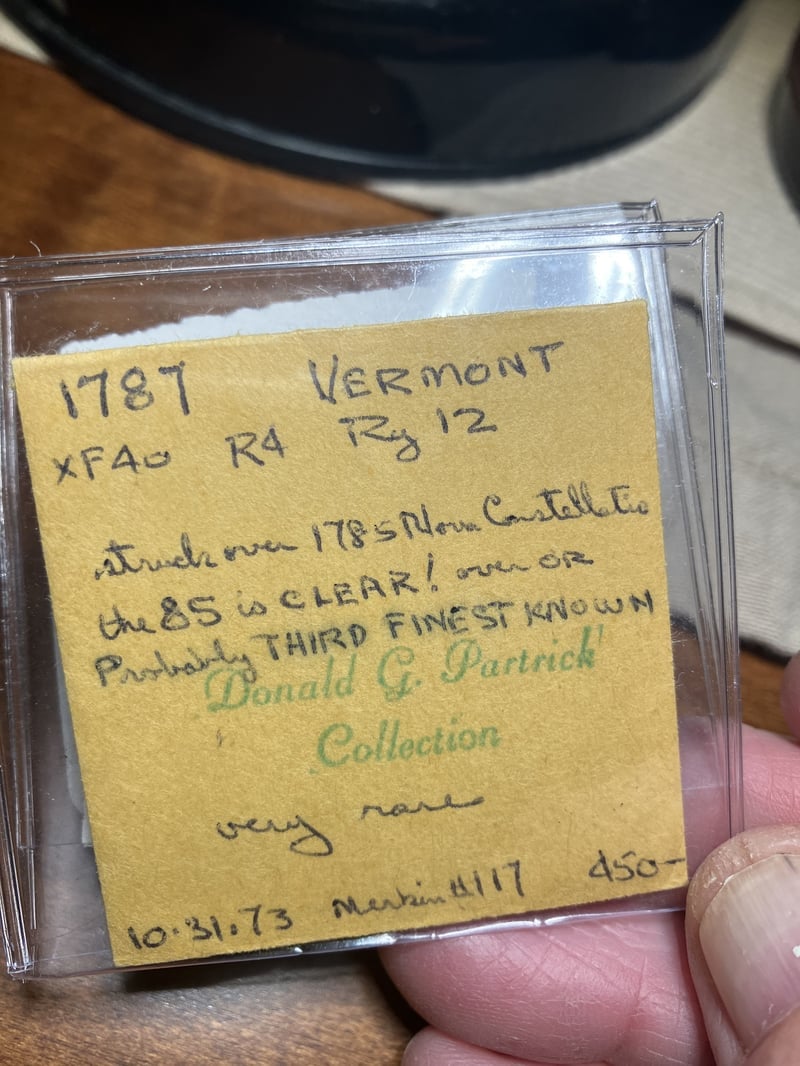 1787 VERMONT
XF40 R4 Ry 12
struck over 1785 Nova Constellatio
the 85 is CLEAR! over OR
Probably THIRD FINEST KNOWN
Donald G. Partrick
Collection
very rare
10.31.73 Merkin #117 450-